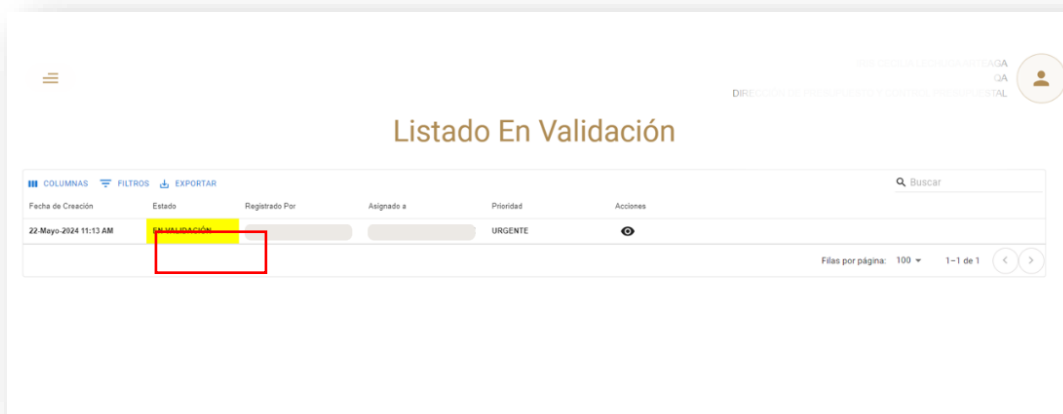 QA
Listado En Validación
COLUMNAS FILTROS EXPORTAR Buscar
Fecha de Creación Estado Registrado Por Asignado a Prioridad Acciones
22-Mayo-2024 11:13 AM EN VALIDACIÓN URGENTE
Filas por página: 100 1–1 de 1